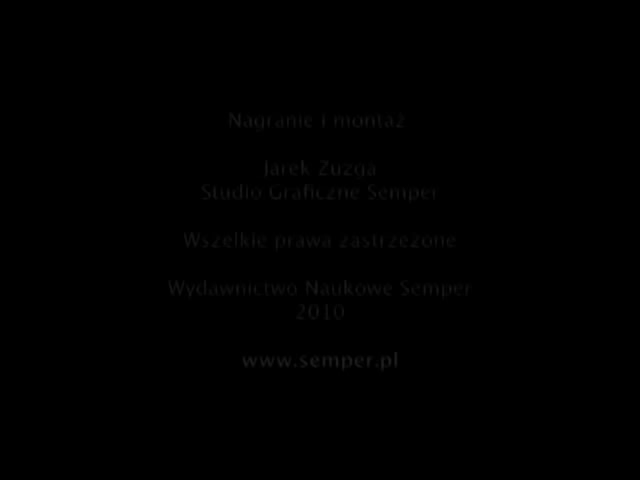 Nagranie i montaż
Jarek Zuzga
Studio Graficzne Semper
Wszelkie prawa zastrzeżone
Wydawnictwo Naukowe Semper
2010
www.semper.pl